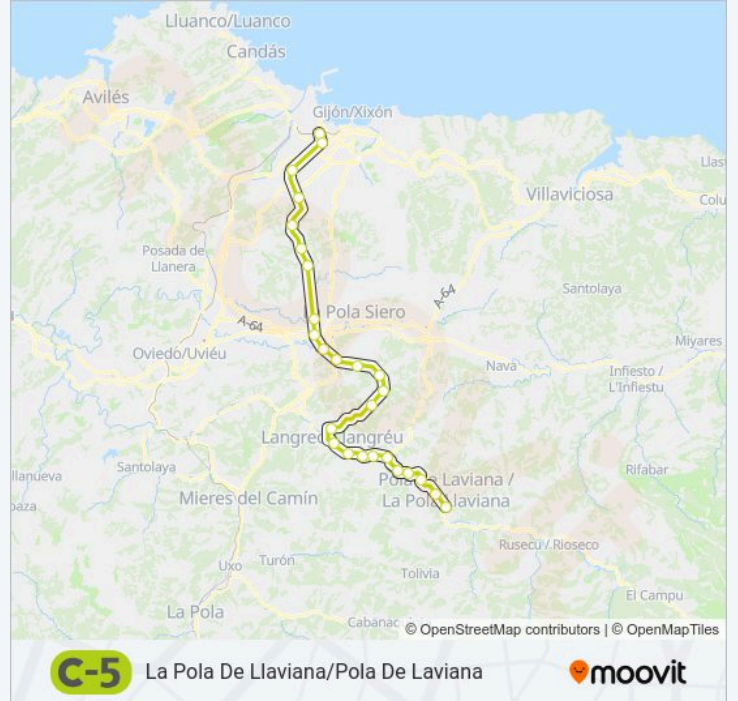 Lluanco/Luanco
Candás
Avilés
Gijón/Xixón
Llas
Villaviciosa
Colu
Posada de
Llanera
A-64
Santolaya
A-64
Pola Siero
Miyares
Oviedo/Uviéu
Nava
Infiesto /
L'Infiestu
Langreo
Llangréu
llanueva
Santolaya
Pola de Laviana /
La Pola Llaviana
Rifabar
oaza
Mieres del Camín
Rusecu / Rioseco
Uxo
Turón
Tolivia
El Campu
La Pola
Cabanac
© OpenStreetMap contributors | © OpenMapTiles
C-5 La Pola De Llaviana/Pola De Laviana moovit